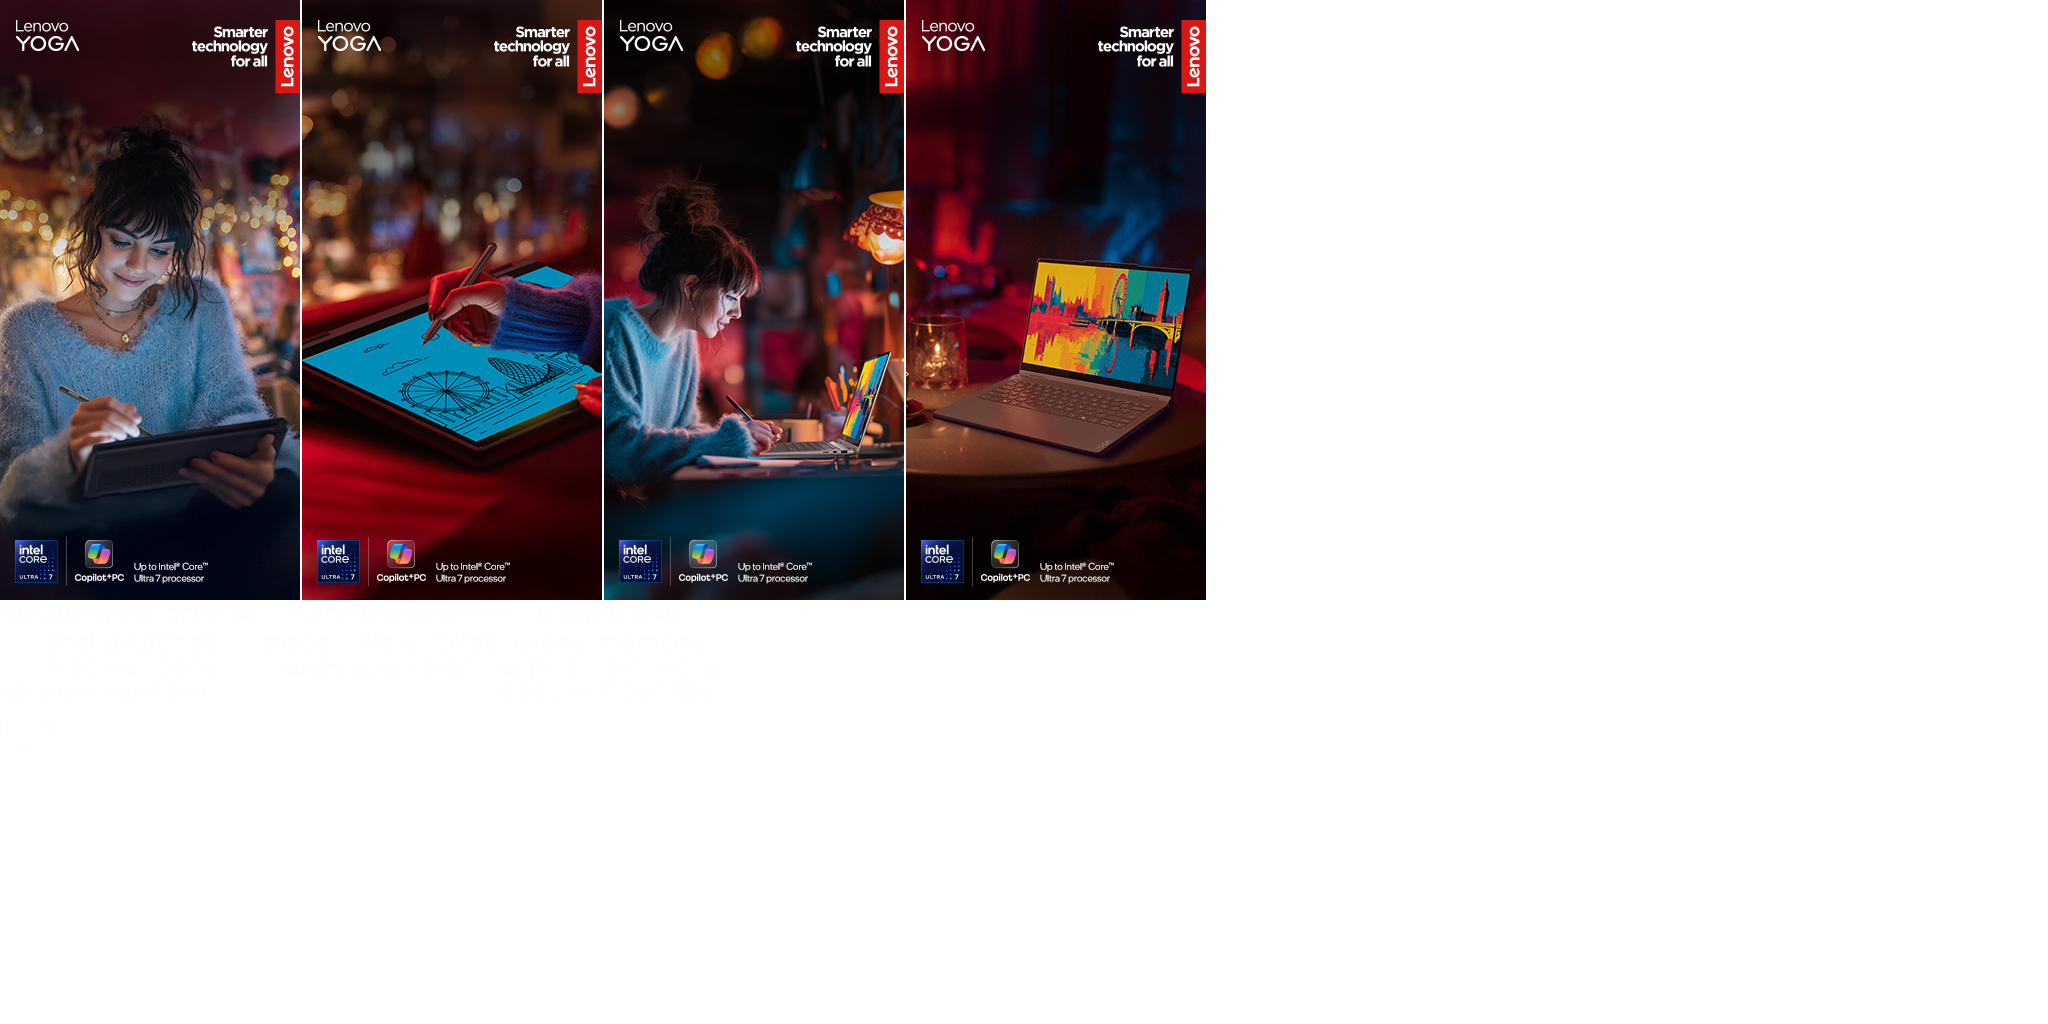 Lenovo
YOGA
Smarter
technology
for all
Lenovo
intel
CORE
ULTRA 7
Copilot+PC
Up to Intel® Core™
Ultra 7 processor
Lenovo
YOGA
Smarter
technology
for all
Lenovo
intel
CORE
ULTRA 7
Copilot+PC
Up to Intel® Core™
Ultra 7 processor
Lenovo
YOGA
Smarter
technology
for all
Lenovo
intel
CORE
ULTRA 7
Copilot+PC
Up to Intel® Core™
Ultra 7 processor
Lenovo
YOGA
Smarter
technology
for all
Lenovo
intel
CORE
ULTRA 7
Copilot+PC
Up to Intel® Core™
Ultra 7 processor